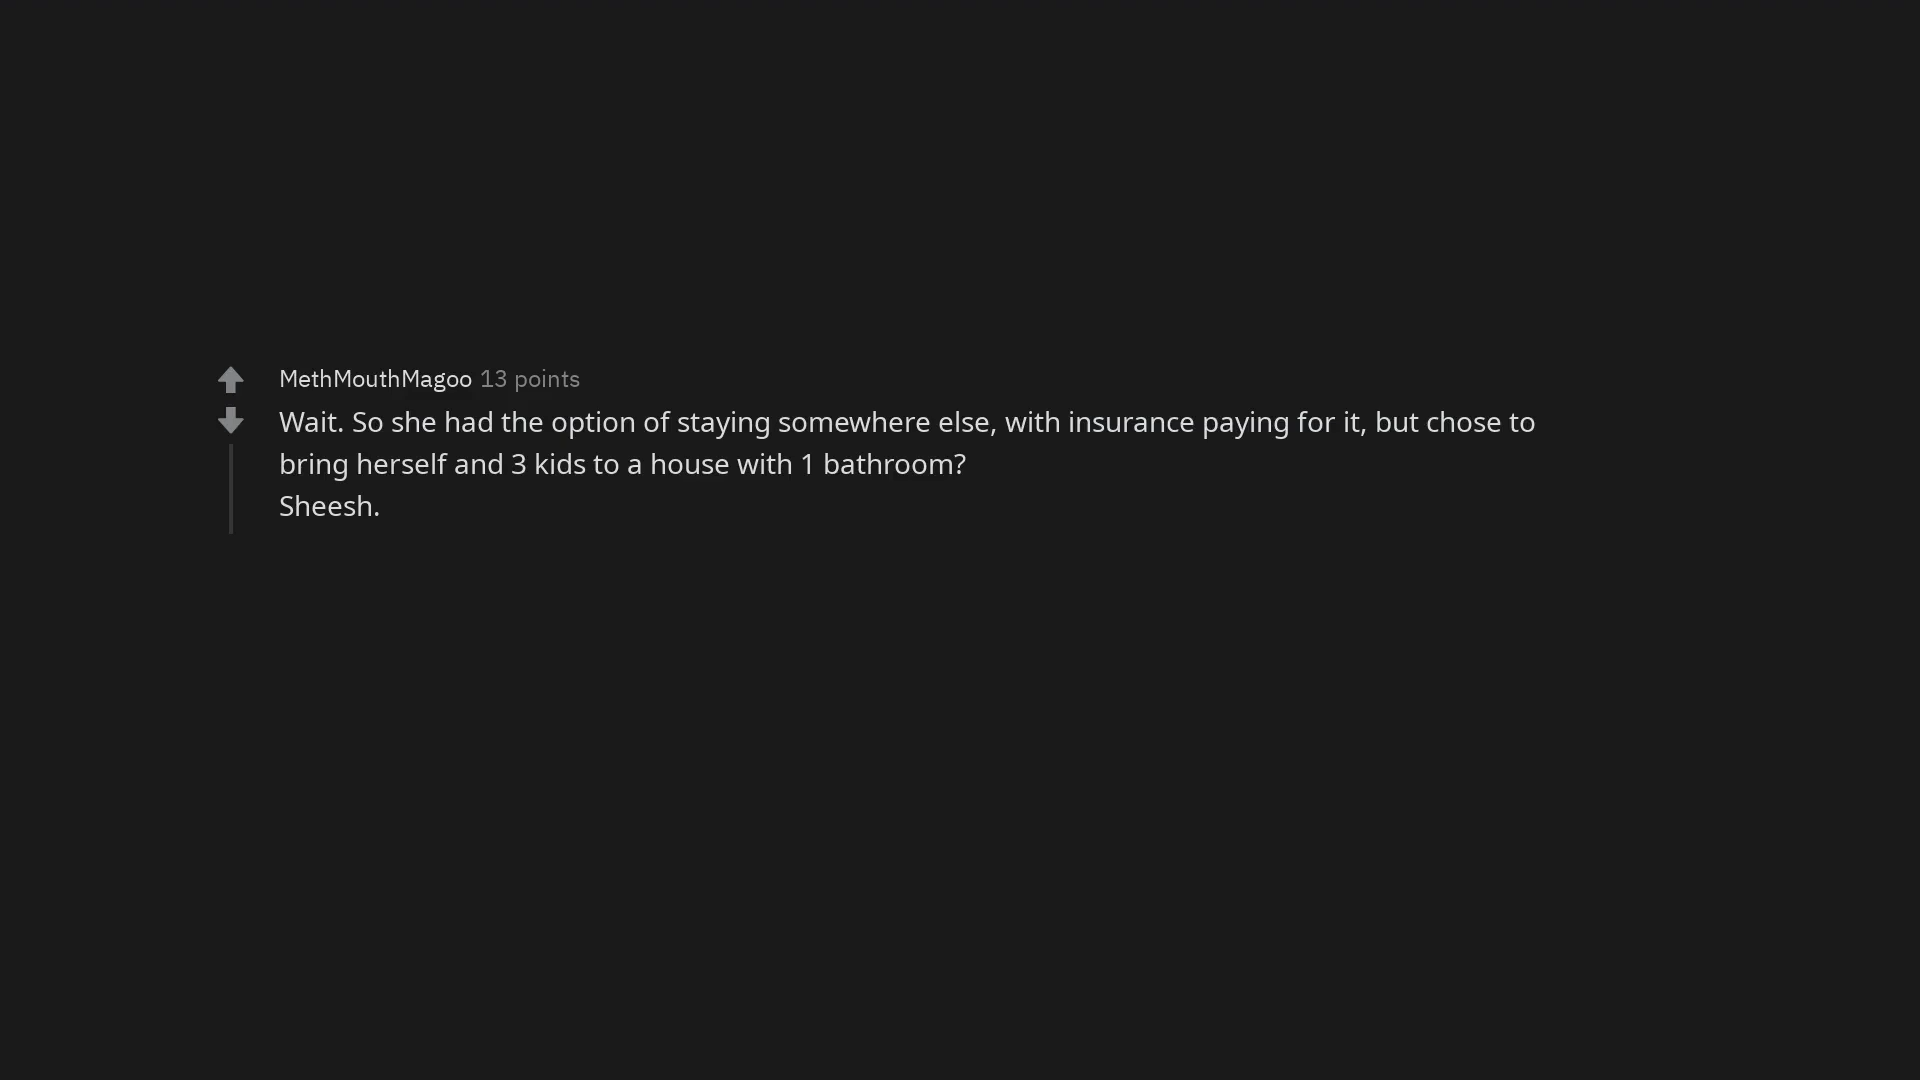 MethMouthMagoo 13 points
Wait. So she had the option of staying somewhere else, with insurance paying for it, but chose to
bring herself and 3 kids to a house with 1 bathroom?
Sheesh.